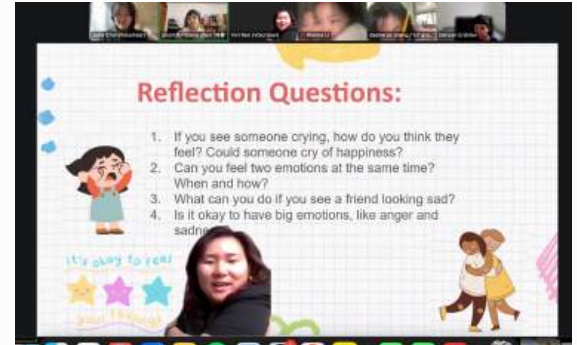 Reflection Questions:
1. If you see someone crying, how do you think they
feel? Could someone cry of happiness?
2. Can you feel two emotions at the same time?
When and how?
3. What can you do if you see a friend looking sad?
4. Is it okay to have big emotions, like anger and
it's okay to feel
your feelings